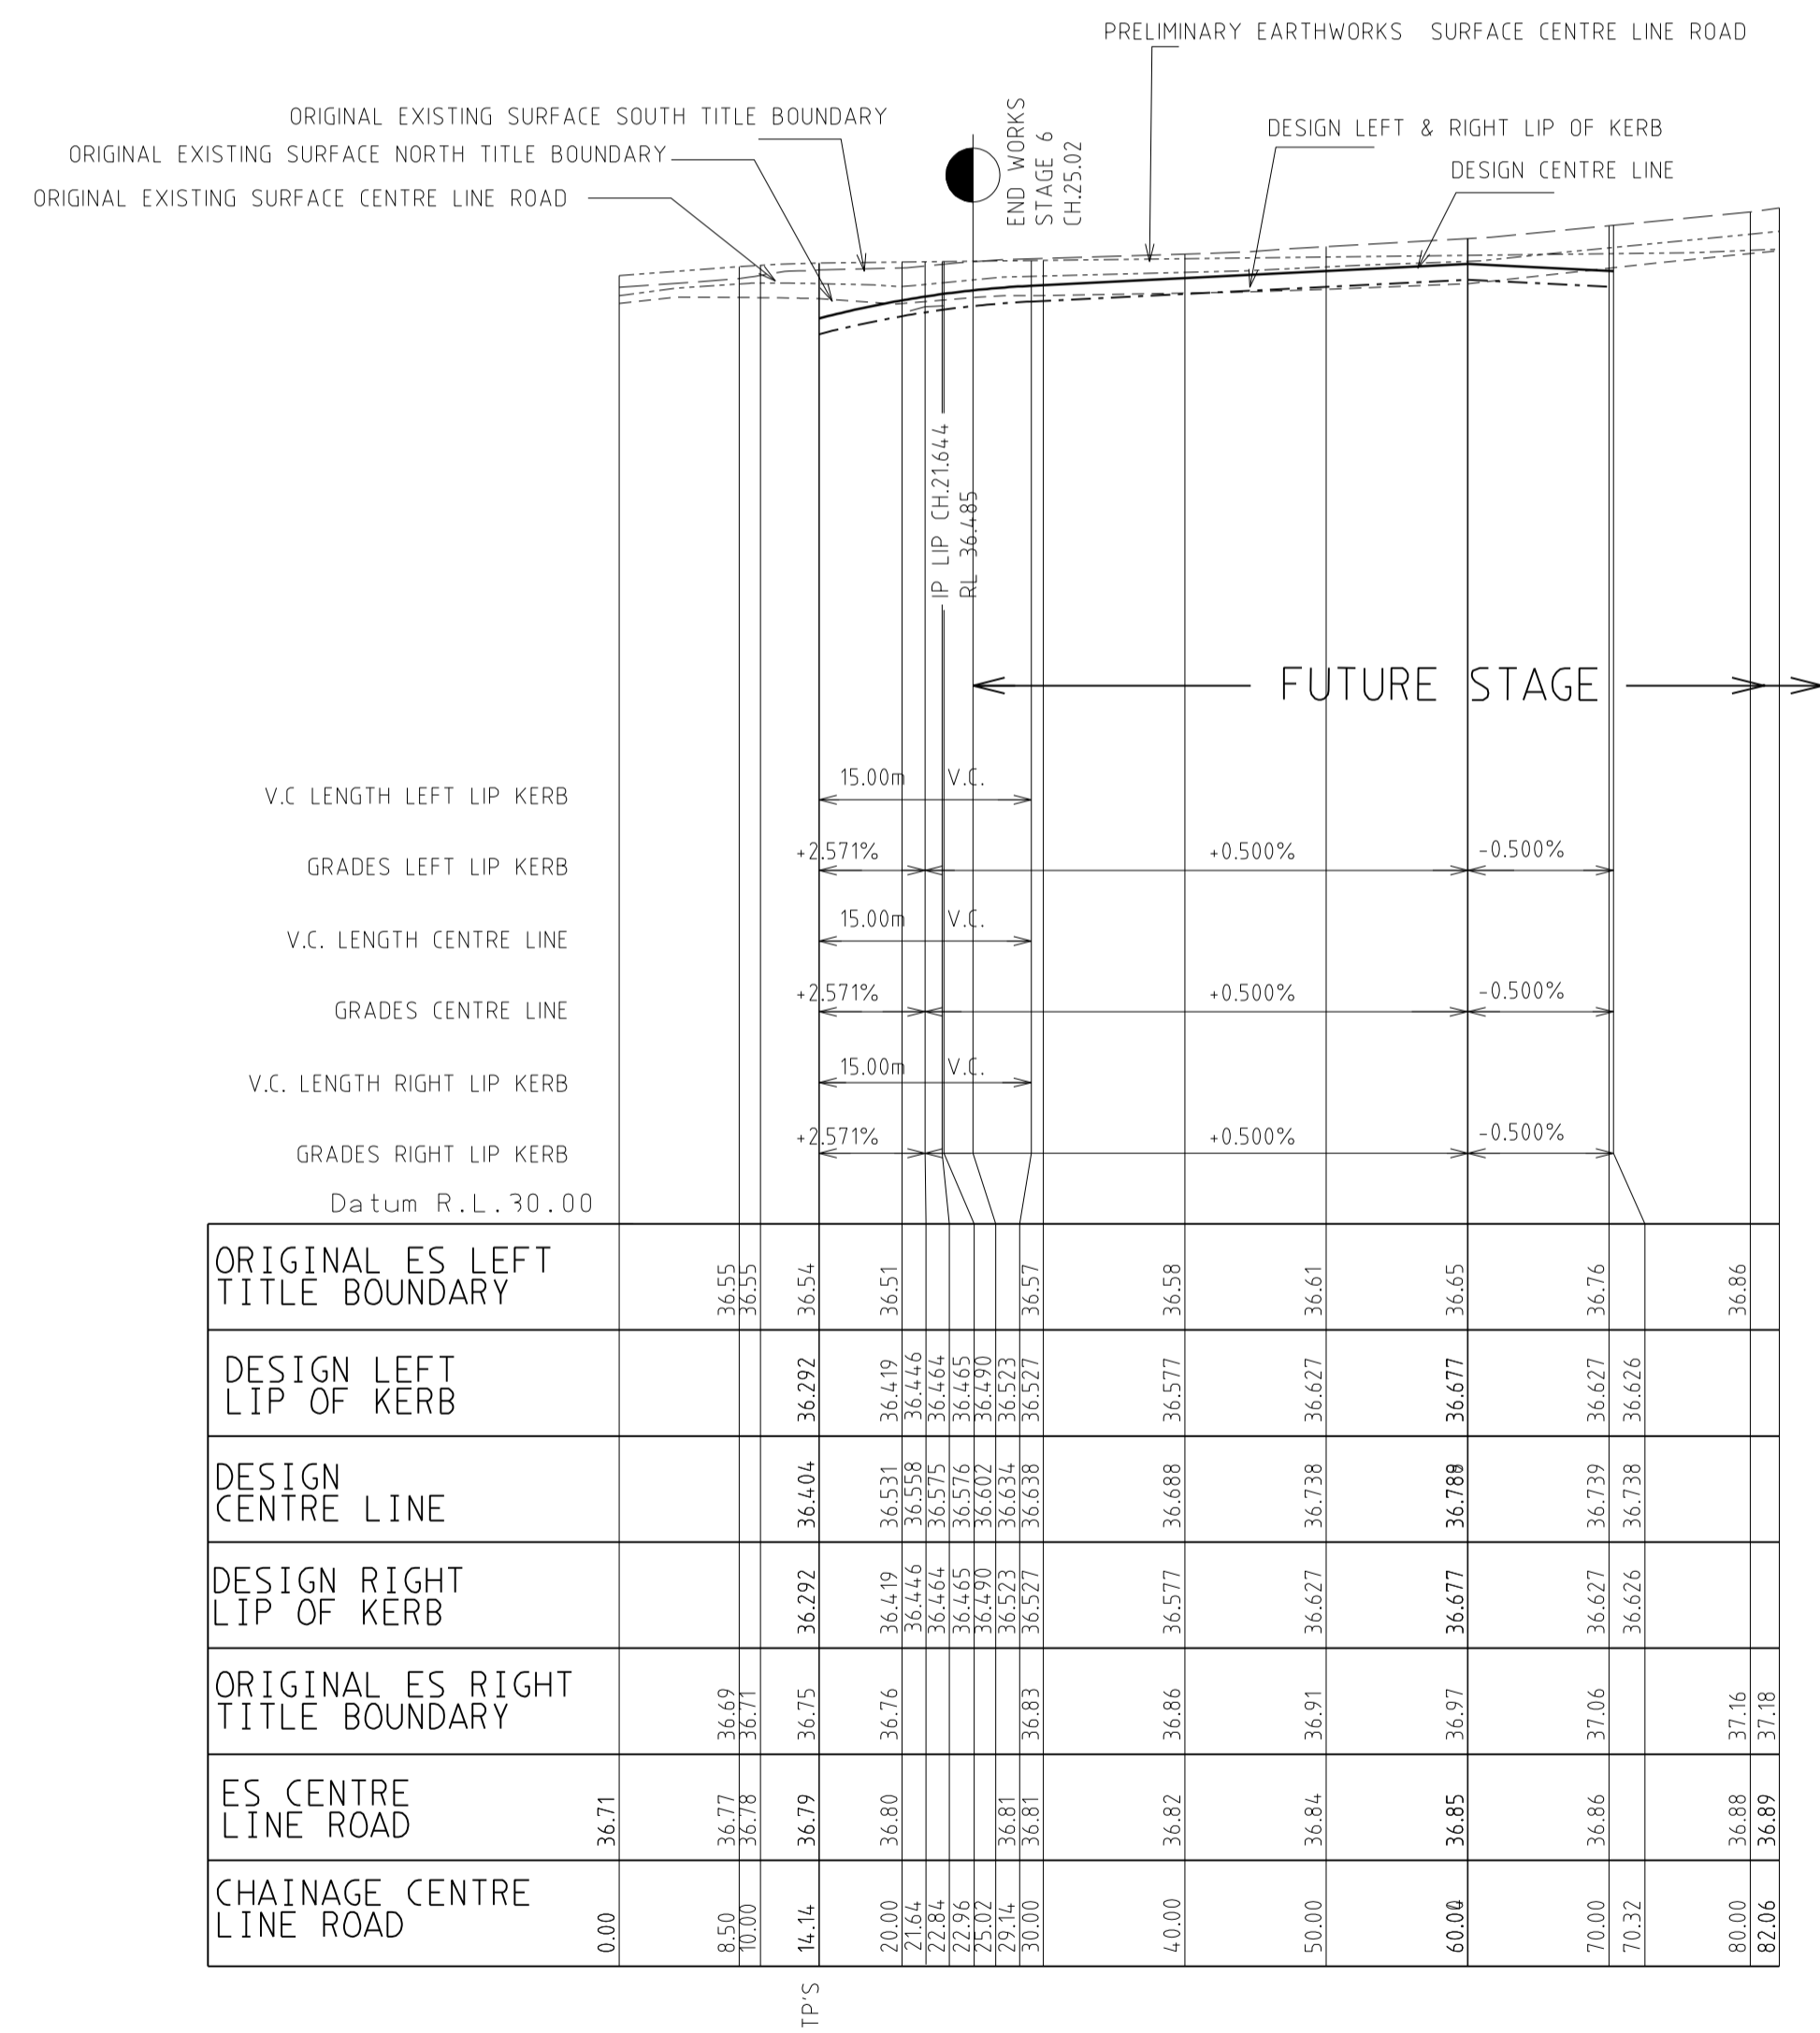 PRELIMINARY EARTHWORKS SURFACE CENTRE LINE ROAD
ORIGINAL EXISTING SURFACE SOUTH TITLE BOUNDARY
ORIGINAL EXISTING SURFACE NORTH TITLE BOUNDARY
ORIGINAL EXISTING SURFACE CENTRE LINE ROAD
END WORKS
STAGE 6
CH.25.02
DESIGN LEFT & RIGHT LIP OF KERB
DESIGN CENTRE LINE
IP LIP CH.21.644
RL 36.485
FUTURE STAGE
V.C LENGTH LEFT LIP KERB 15.00m V.C.
GRADES LEFT LIP KERB +2.571% +0.500% -0.500%
V.C. LENGTH CENTRE LINE 15.00m V.C.
GRADES CENTRE LINE +2.571% +0.500% -0.500%
V.C. LENGTH RIGHT LIP KERB 15.00m V.C.
GRADES RIGHT LIP KERB +2.571% +0.500% -0.500%
Datum R.L.30.00
ORIGINAL ES LEFT
TITLE BOUNDARY
36.55 36.55 36.54 36.51 36.57 36.58 36.61 36.65 36.76 36.86
DESIGN LEFT
LIP OF KERB
36.292 36.419 36.446 36.464 36.465 36.490 36.523 36.527 36.577 36.627 36.677 36.627 36.626
DESIGN
CENTRE LINE
36.404 36.531 36.558 36.575 36.576 36.602 36.634 36.638 36.688 36.738 36.739 36.738
DESIGN RIGHT
LIP OF KERB
36.292 36.419 36.446 36.464 36.465 36.490 36.523 36.527 36.577 36.627 36.677 36.627 36.626
ORIGINAL ES RIGHT
TITLE BOUNDARY
36.69 36.71 36.75 36.76 36.83 36.86 36.91 36.97 37.06 37.16 37.18
ES CENTRE
LINE ROAD
36.71 36.77 36.78 36.79 36.80 36.81 36.81 36.82 36.84 36.85 36.86 36.88 36.89
CHAINAGE CENTRE
LINE ROAD
0.00 8.50 10.00 14.14 20.00 21.64 22.84 22.96 25.02 29.14 30.00 40.00 50.00 70.00 70.32 80.00 82.06
TP'S